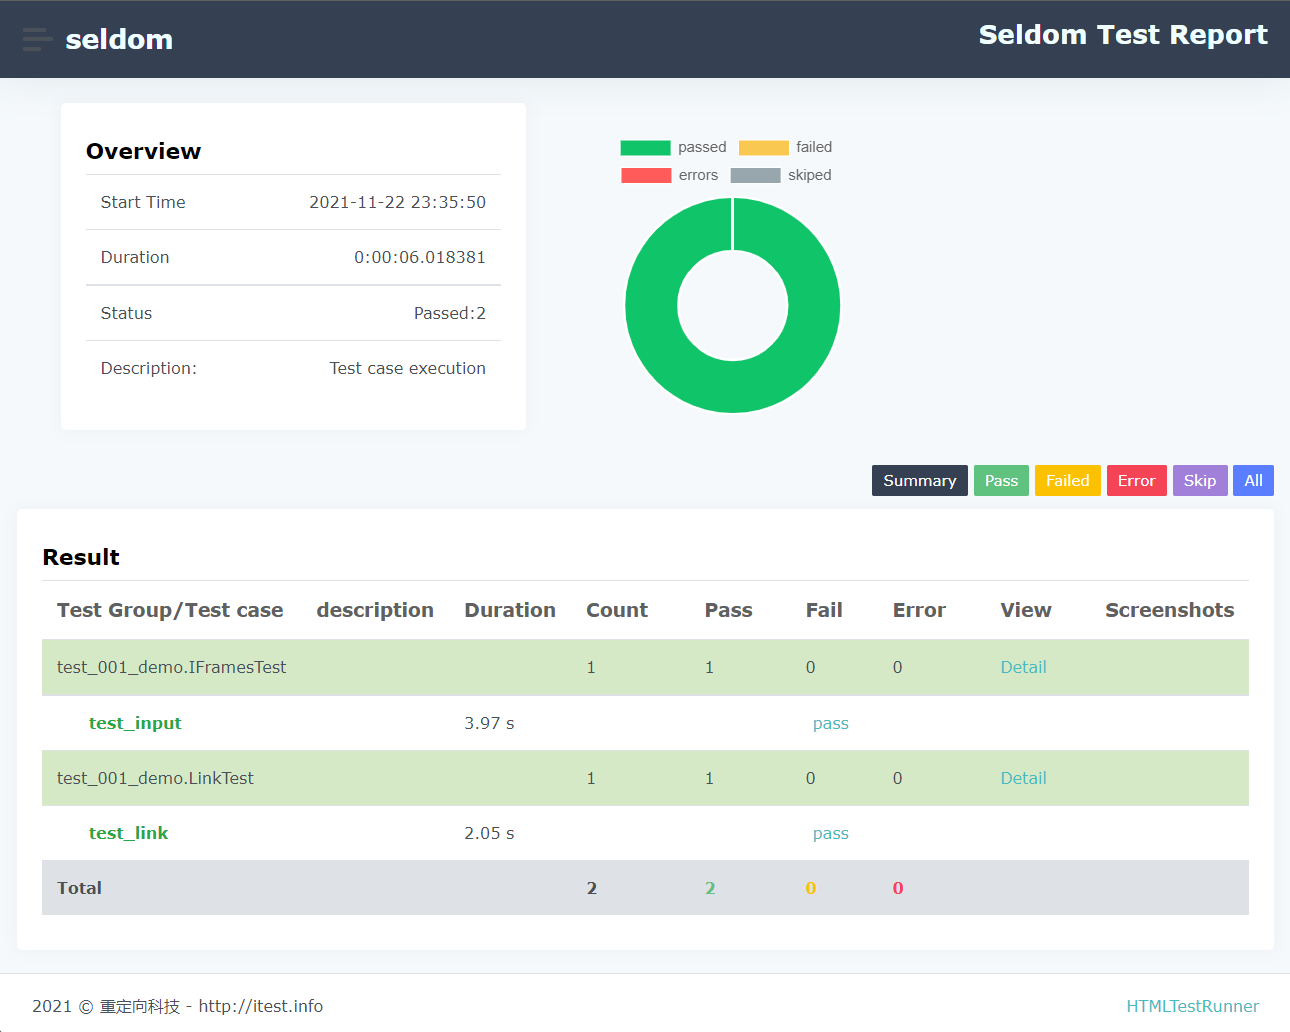 seldom
Seldom Test Report
Overview
Start Time 2021-11-22 23:35:50
Duration 0:00:06.018381
Status Passed:2
Description: Test case execution
passed failed
errors skiped
Summary Pass Failed Error Skip All
Result
Test Group/Test case description Duration Count Pass Fail Error View Screenshots
test_001_demo.IFramesTest 1 1 0 0 Detail
test_input 3.97 s pass
test_001_demo.LinkTest 1 1 0 0 Detail
test_link 2.05 s pass
Total 2 2 0 0
2021 © 重定向科技 - http://itest.info HTMLTestRunner